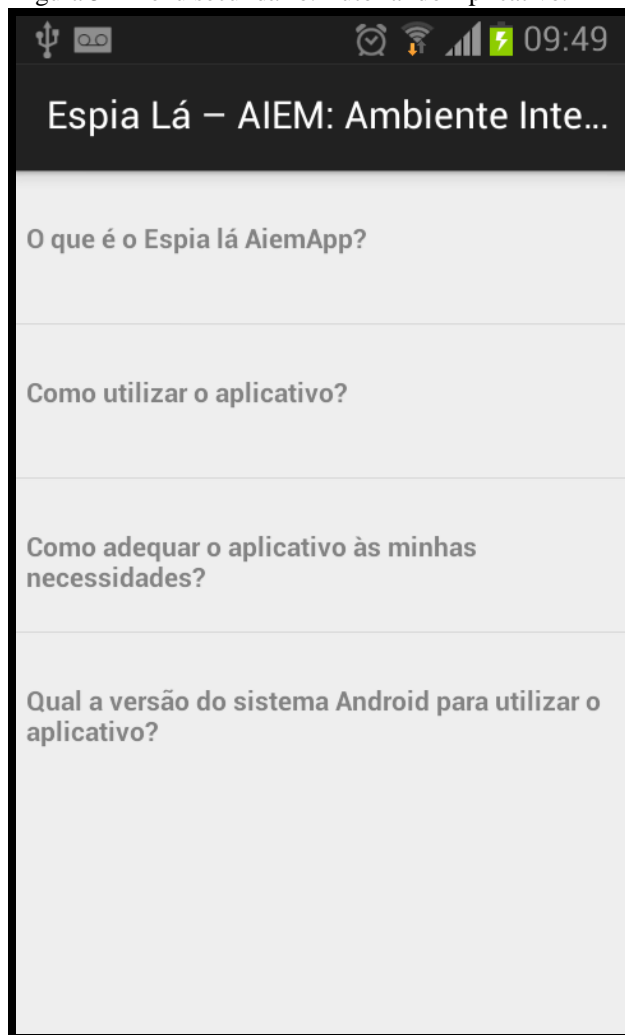 09:49
Espia Lá – AIEM: Ambiente Inte...
O que é o Espia lá AiemApp?
Como utilizar o aplicativo?
Como adequar o aplicativo às minhas
necessidades?
Qual a versão do sistema Android para utilizar o
aplicativo?